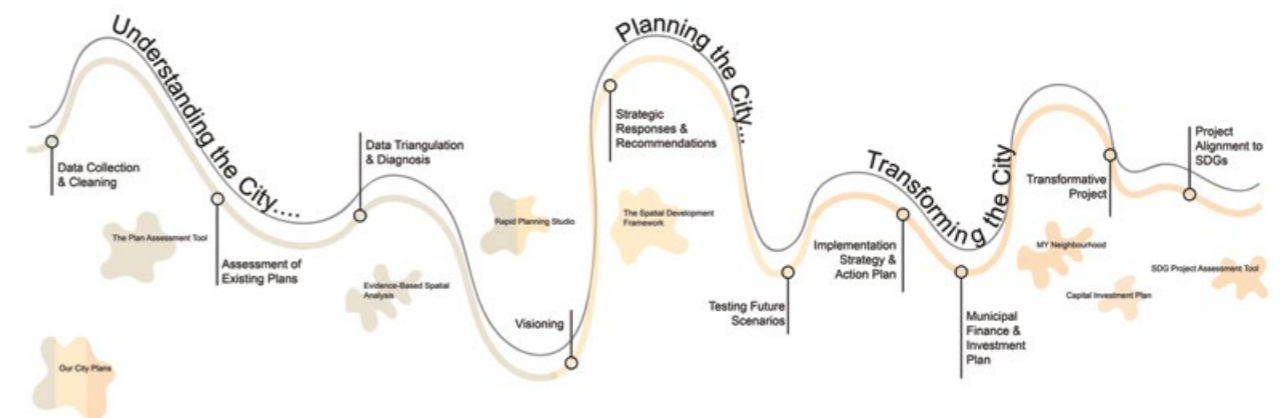 Understanding the City....
Data Collection
& Cleaning
The Plan Assessment Tool
Assessment of
Existing Plans
Data Triangulation
& Diagnosis
Evidence-Based Spatial
Analysis
Our City Plans
Rapid Planning Studio
Visioning
Planning the City...
Strategic
Responses &
Recommendations
The Spatial Development
Framework
Testing Future
Scenarios
Transforming the City
Implementation
Strategy &
Action Plan
Municipal
Finance &
Investment
Plan
Transformative
Project
MY Neighbourhood
Capital Investment Plan
Project
Alignment to
SDGs
SDG Project Assessment Tool